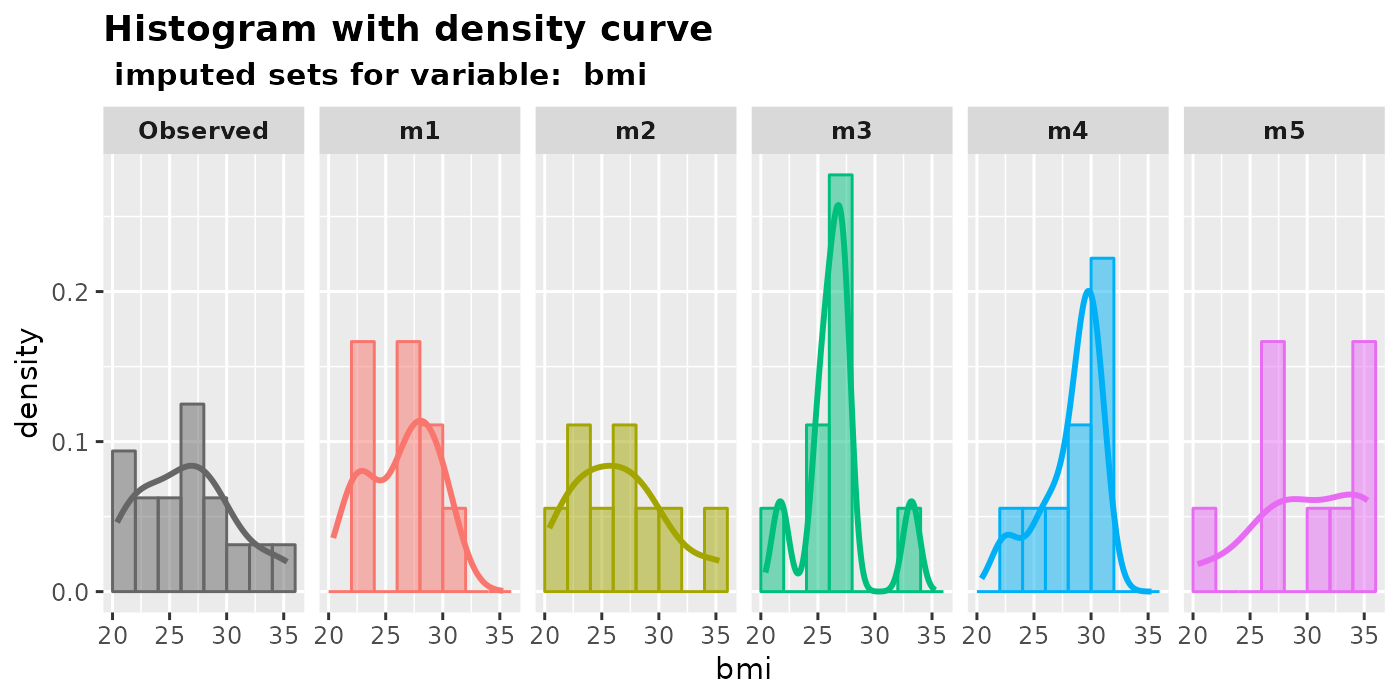 Histogram with density curve
imputed sets for variable:  bmi
Observed m1 m2 m3 m4 m5
density
0.2
0.1
0.0
20 25 30 35 20 25 30 35 20 25 30 35 20 25 30 35 20 25 30 35 20 25 30 35
bmi